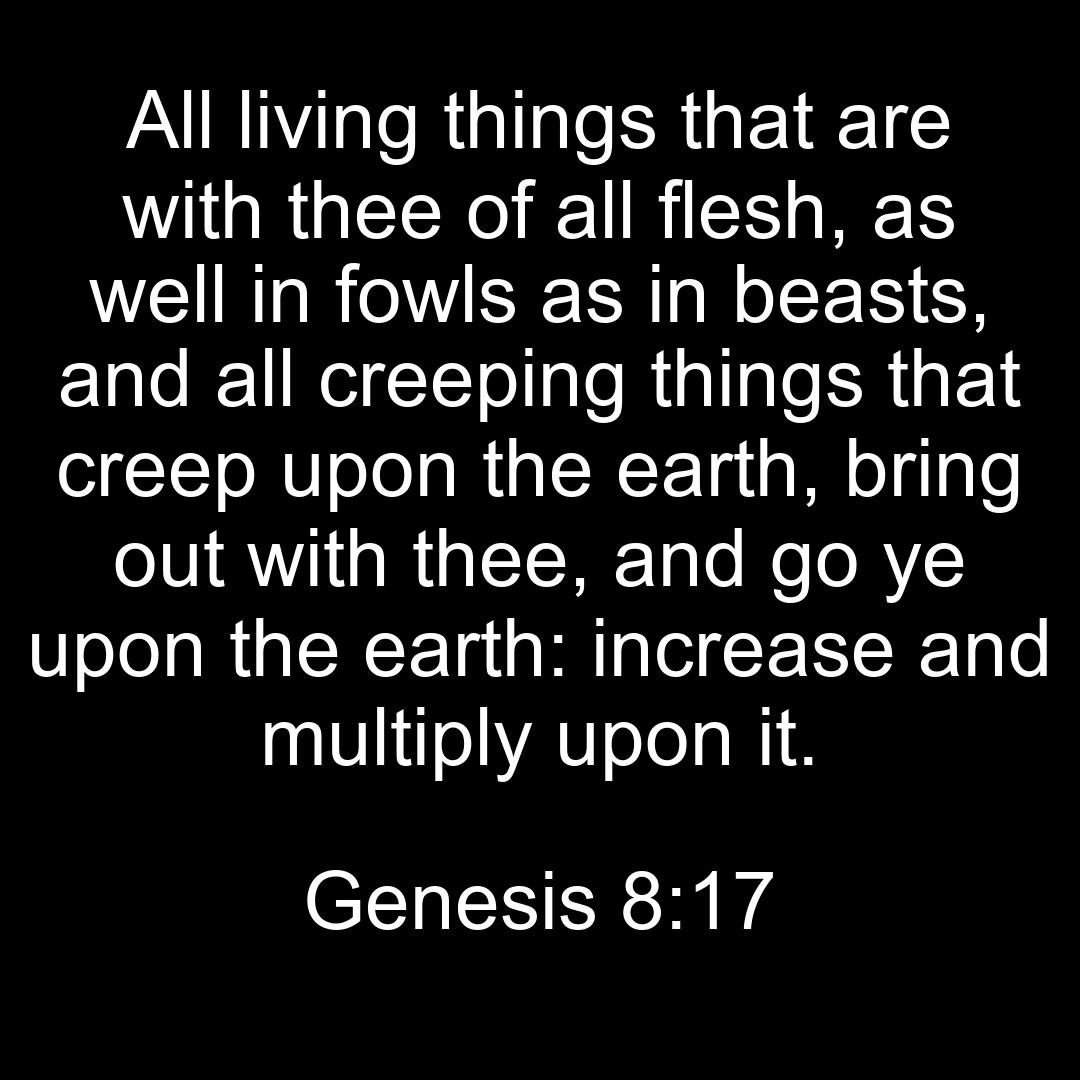 All living things that are
with thee of all flesh, as
well in fowls as in beasts,
and all creeping things that
creep upon the earth, bring
out with thee, and go ye
upon the earth: increase and
multiply upon it.
Genesis 8:17